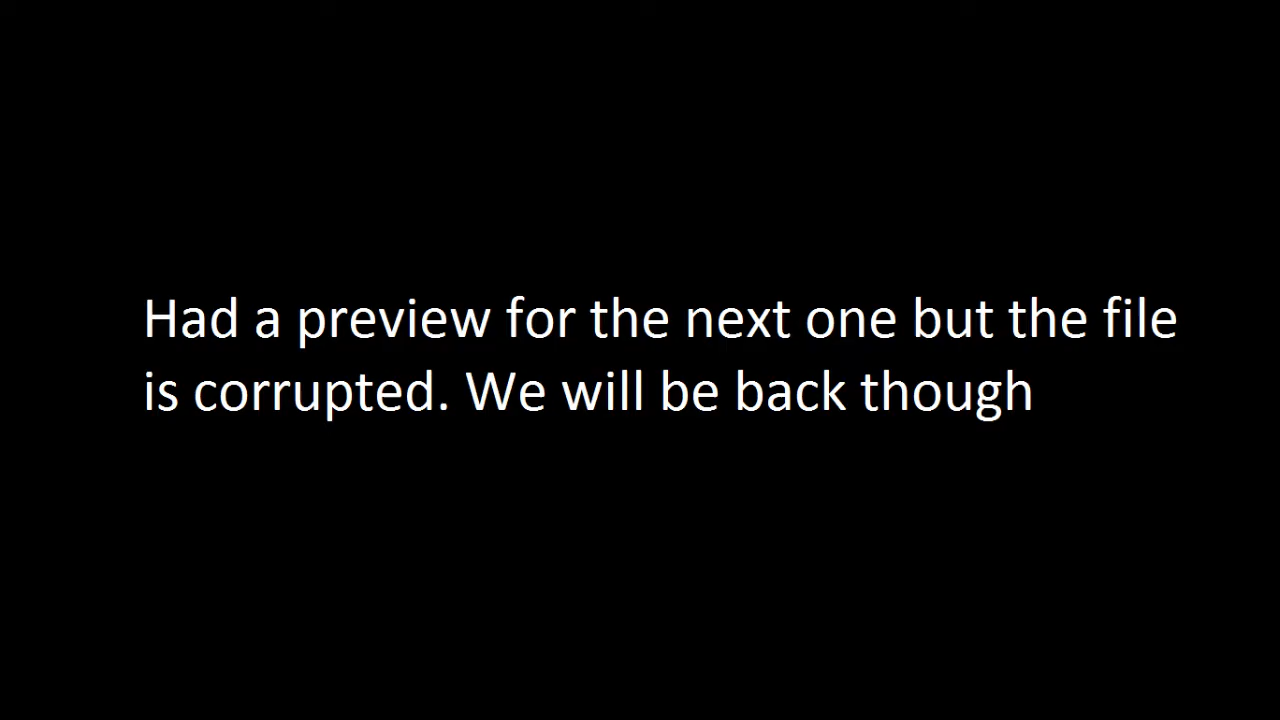 Had a preview for the next one but the file
is corrupted. We will be back though